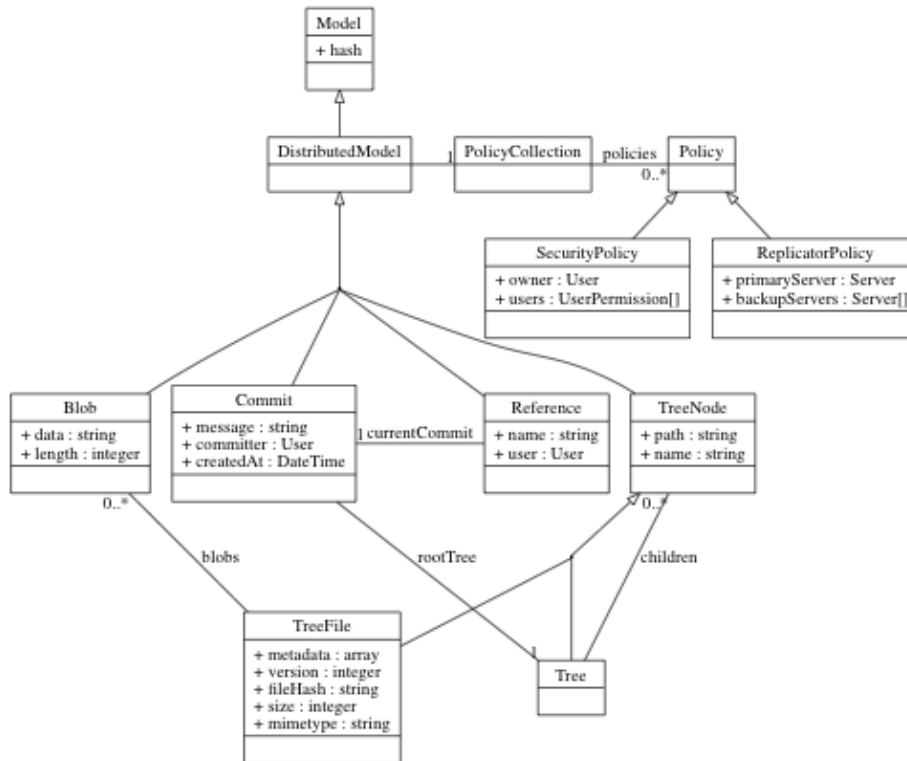 Model
+ hash
DistributedModel
1
PolicyCollection
policies
0..*
Policy
SecurityPolicy
+ owner : User
+ users : UserPermission[]
ReplicatorPolicy
+ primaryServer : Server
+ backupServers : Server[]
Blob
+ data : string
+ length : integer
0..*
Commit
+ message : string
+ committer : User
+ createdAt : DateTime
1 currentCommit
Reference
+ name : string
+ user : User
TreeNode
+ path : string
+ name : string
0..*
blobs
rootTree
children
TreeFile
+ metadata : array
+ version : integer
+ fileHash : string
+ size : integer
+ mimetype : string
1
Tree